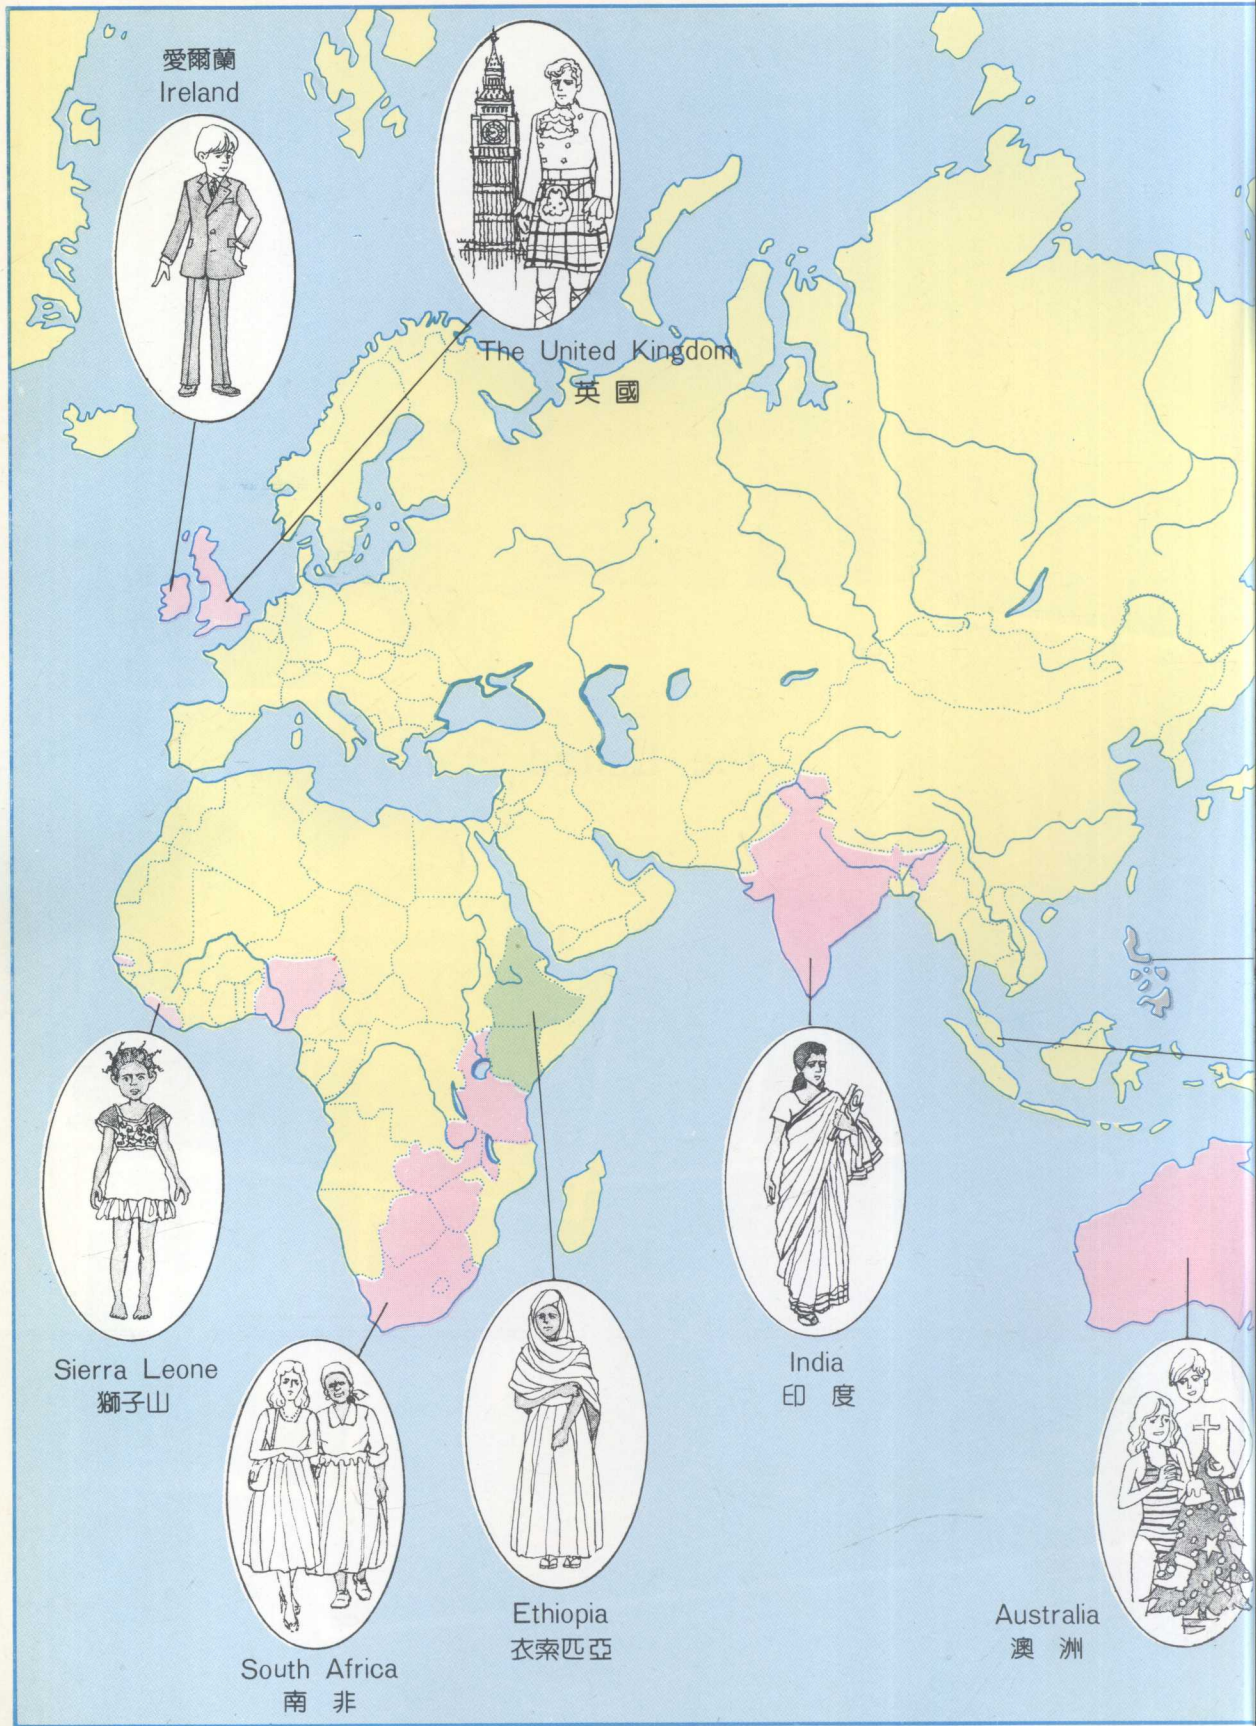 愛爾蘭
Ireland
The United Kingdom
英國
Sierra Leone
獅子山
South Africa
南非
Ethiopia
衣索匹亞
India
印度
Australia
澳洲